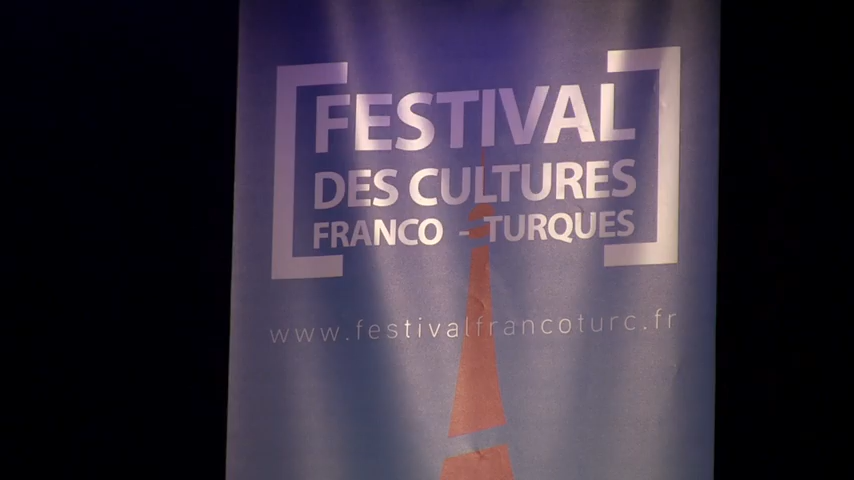 FESTIVAL
DES CULTURES
FRANCO - TURQUES
www.festivalfrancoturc.fr